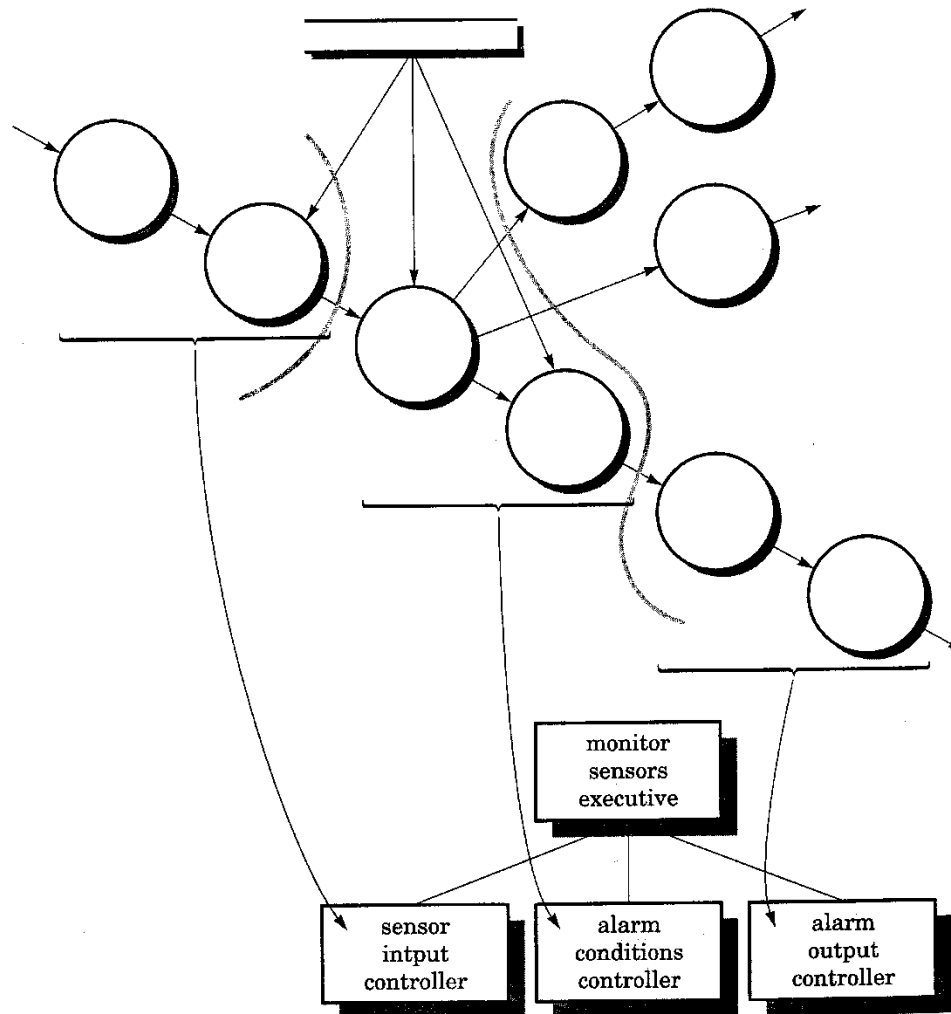 monitor
sensors
executive
sensor
intput
controller
alarm
conditions
controller
alarm
output
controller